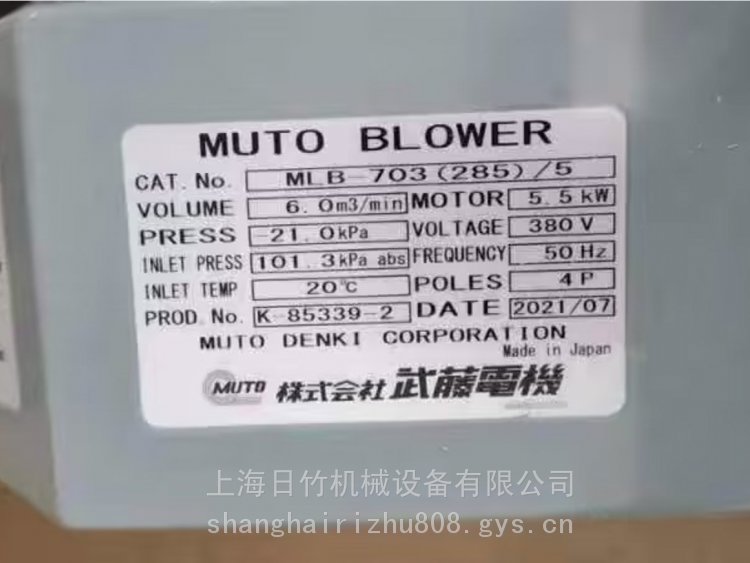 MUTO BLOWER
CAT. No. MLB-703(285)/5
VOLUME 6.0m3/min MOTOR 5.5kW
PRESS -21.0kPa VOLTAGE 380V
INLET PRESS 101.3kPa abs FREQUENCY 50Hz
INLET TEMP 20℃ POLES 4P
PROD. No. K-85339-2 DATE 2021/07
MUTO DENKI CORPORATION
Made in Japan
MUTO 株式会社 武藤電機
上海日竹机械设备有限公司
shanghairizhu808.gys.cn